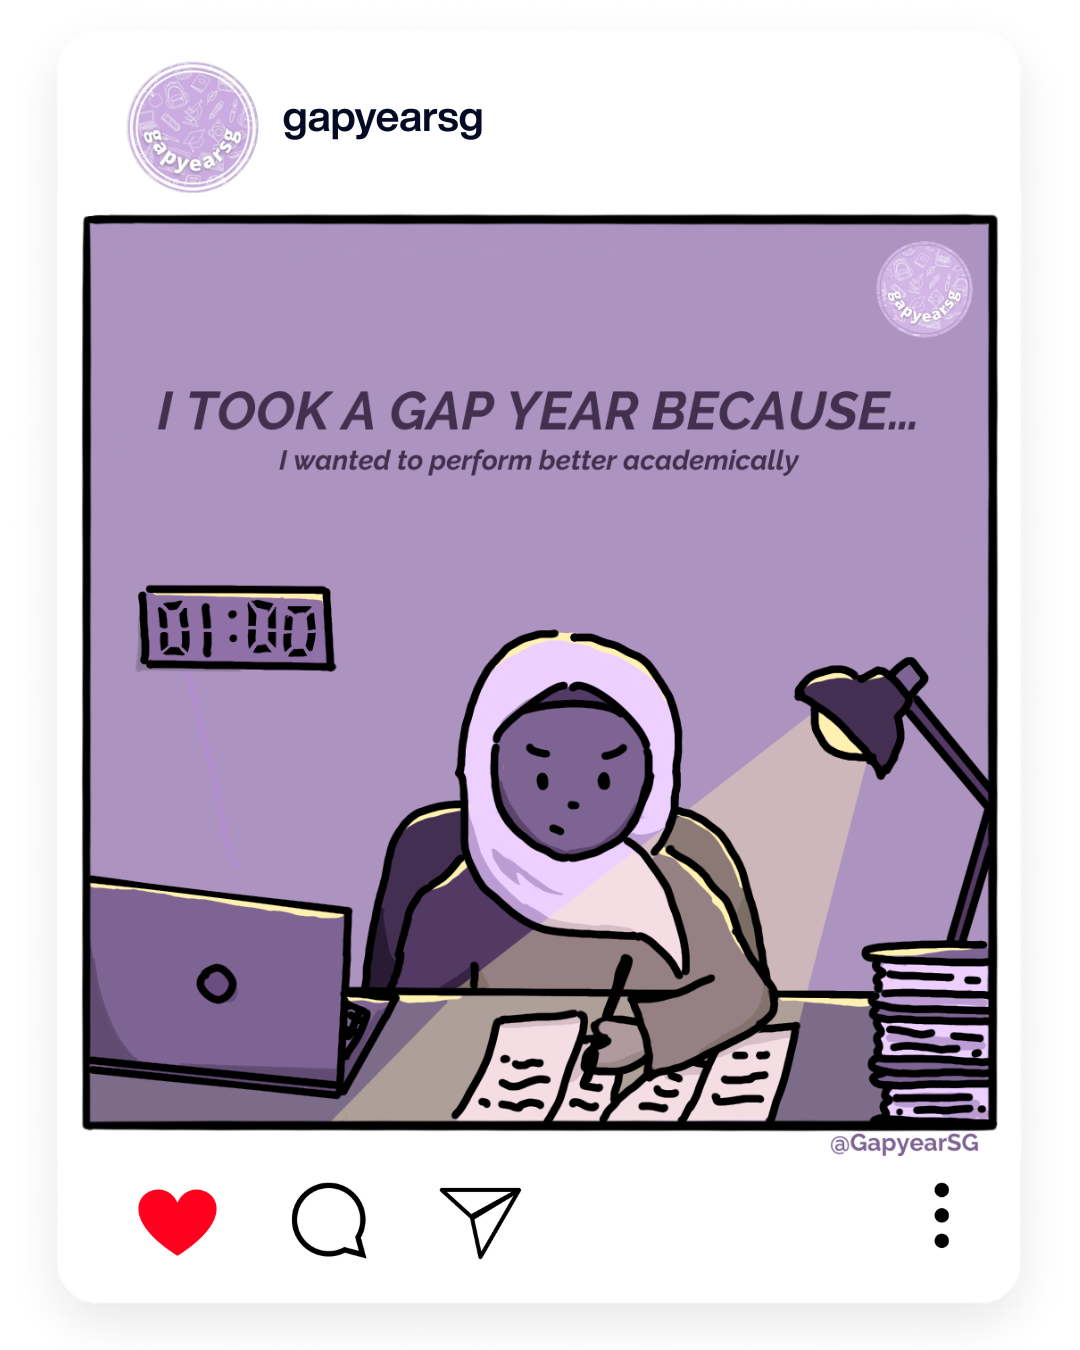 gapyearsg
gapyearsg
gapyearsg
I TOOK A GAP YEAR BECAUSE...
I wanted to perform better academically
01:00
@GapyearSG